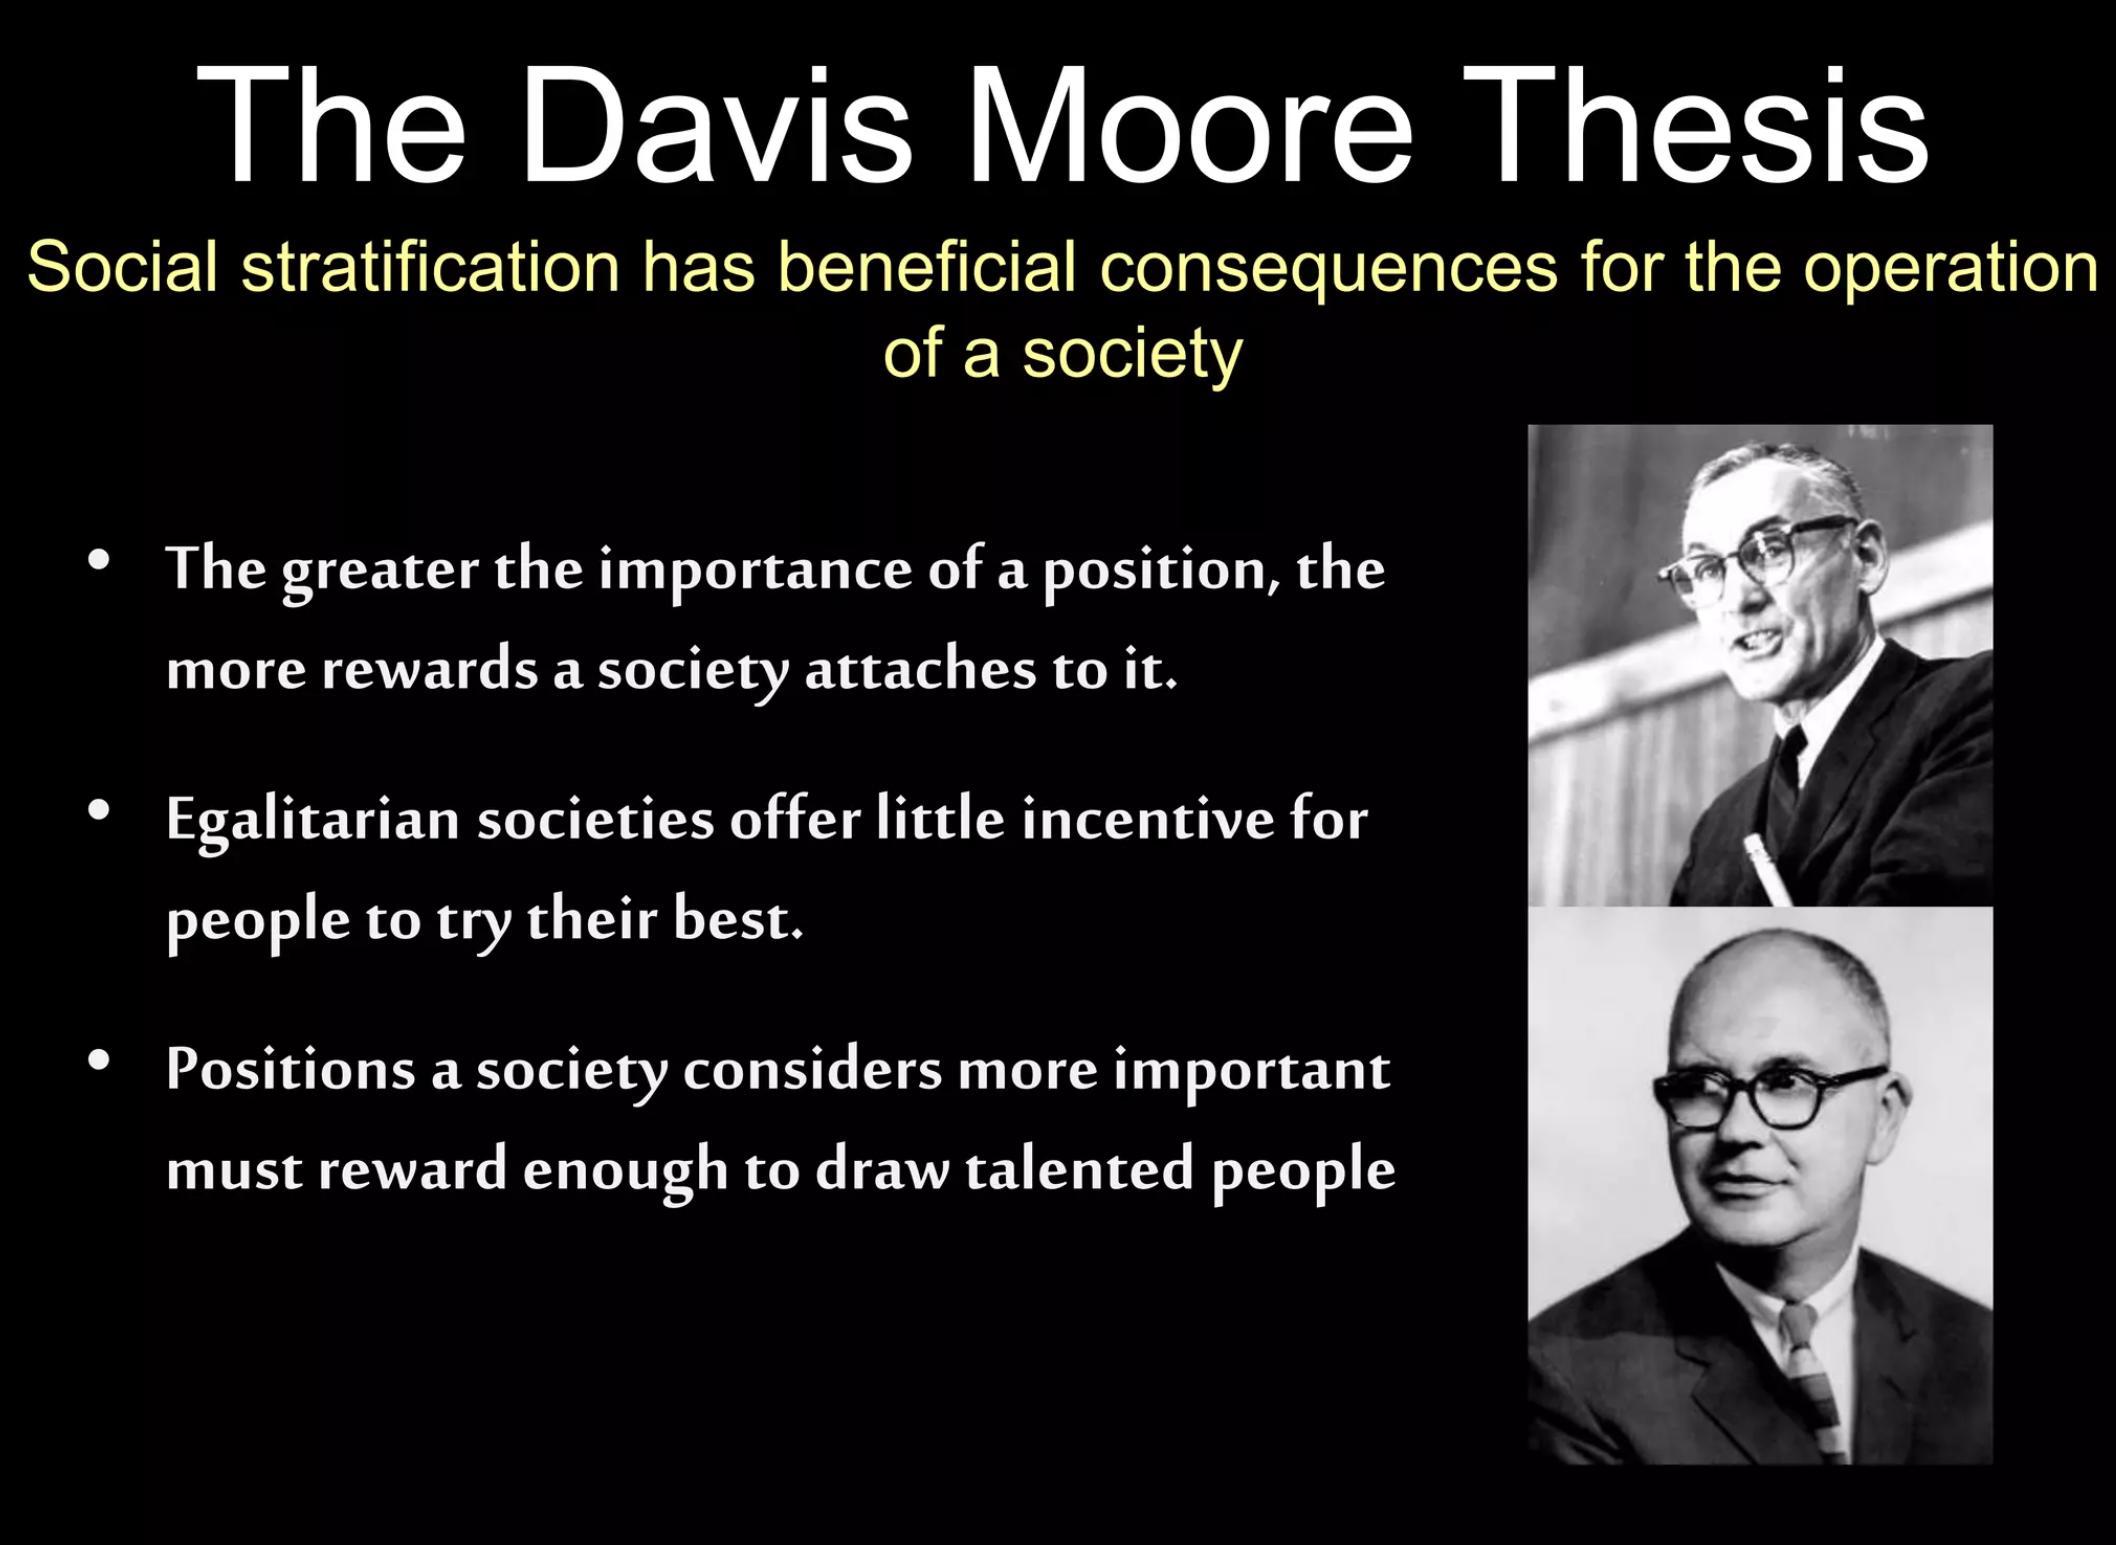 The Davis Moore Thesis
Social stratification has beneficial consequences for the operation
of a society
• The greater the importance of a position, the
more rewards a society attaches to it.
• Egalitarian societies offer little incentive for
people to try their best.
• Positions a society considers more important
must reward enough to draw talented people